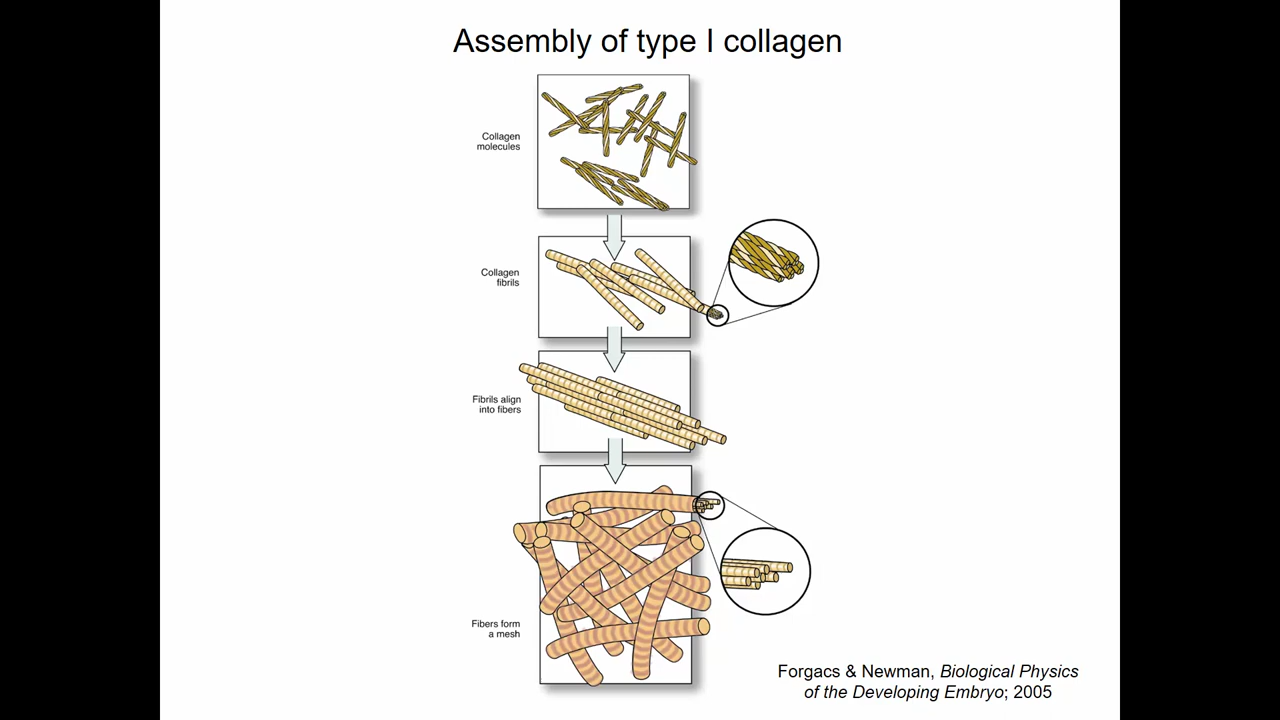 Assembly of type I collagen
Collagen
molecules
Collagen
fibrils
Fibrils align
into fibers
Fibers form
a mesh
Forgacs & Newman, Biological Physics
of the Developing Embryo; 2005